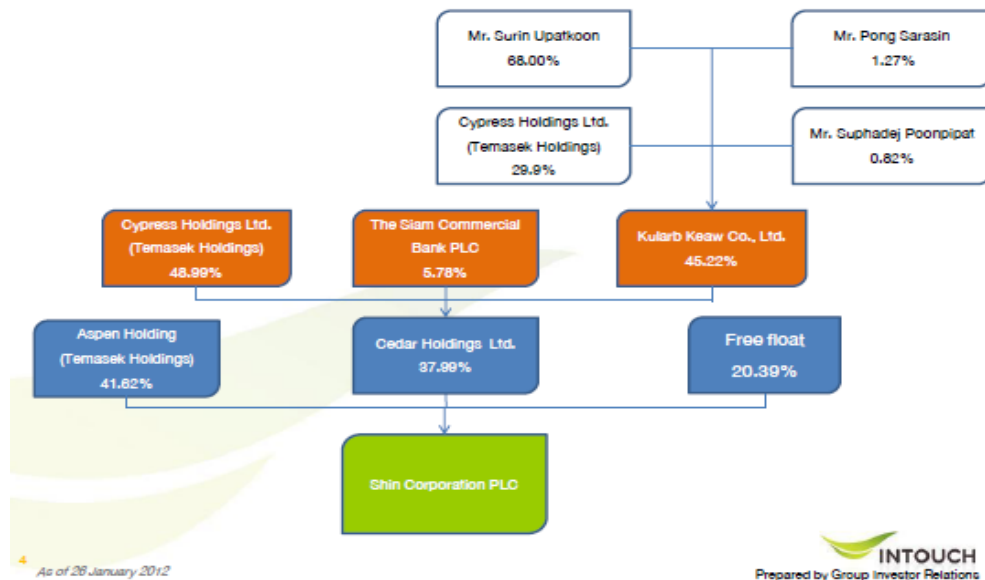 Mr. Surin Upatkoon
68.00%
Mr. Pong Sarasin
1.27%
Cypress Holdings Ltd.
(Temasek Holdings)
29.9%
Mr. Suphadej Poonpipat
0.82%
Cypress Holdings Ltd.
(Temasek Holdings)
48.99%
The Siam Commercial
Bank PLC
5.78%
Kularb Keaw Co., Ltd.
45.22%
Aspen Holding
(Temasek Holdings)
41.62%
Cedar Holdings Ltd.
37.99%
Free float
20.39%
Shin Corporation PLC
4
As of 26 January 2012
INTOUCH
Prepared by Group Investor Relations